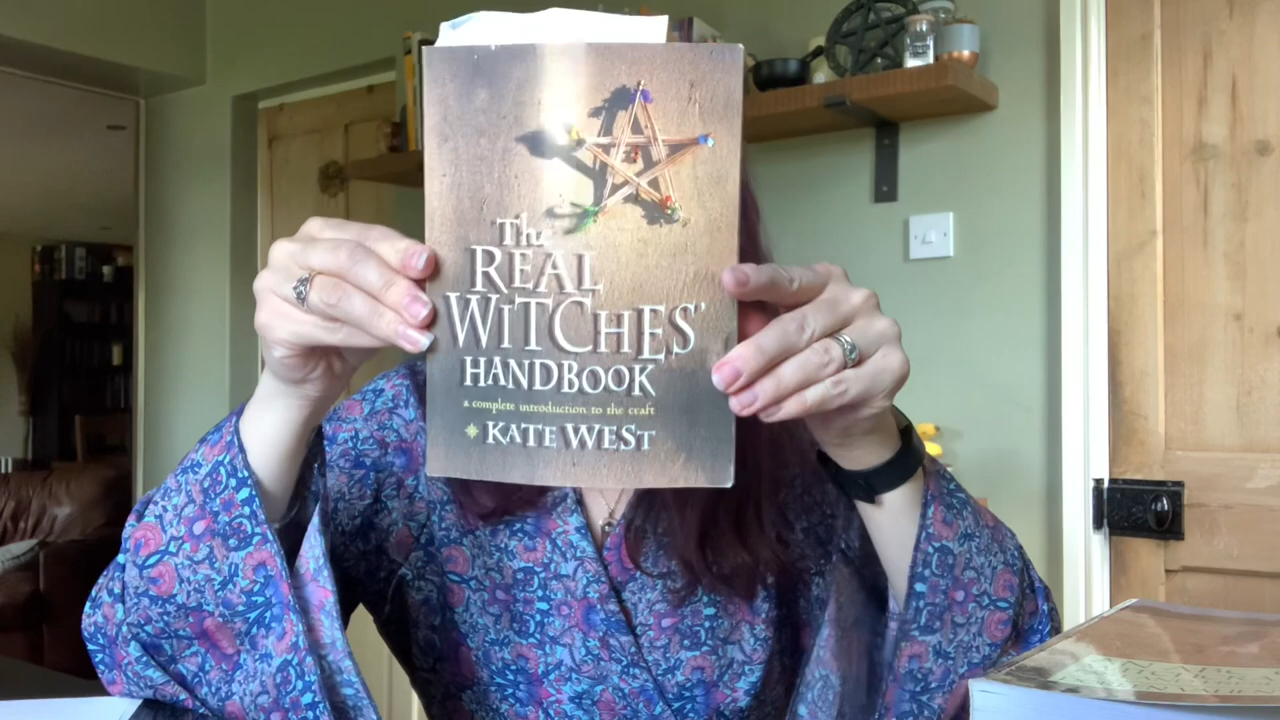 The
REAL
WITCHES'
HANDBOOK
a complete introduction to the craft
KATE WEST